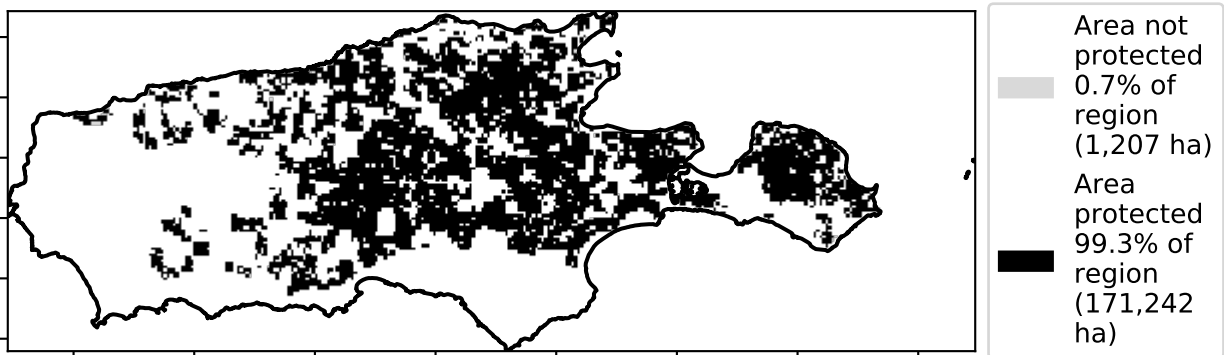 Area not
protected
0.7% of
region
(1,207 ha)
Area
protected
99.3% of
region
(171,242
ha)